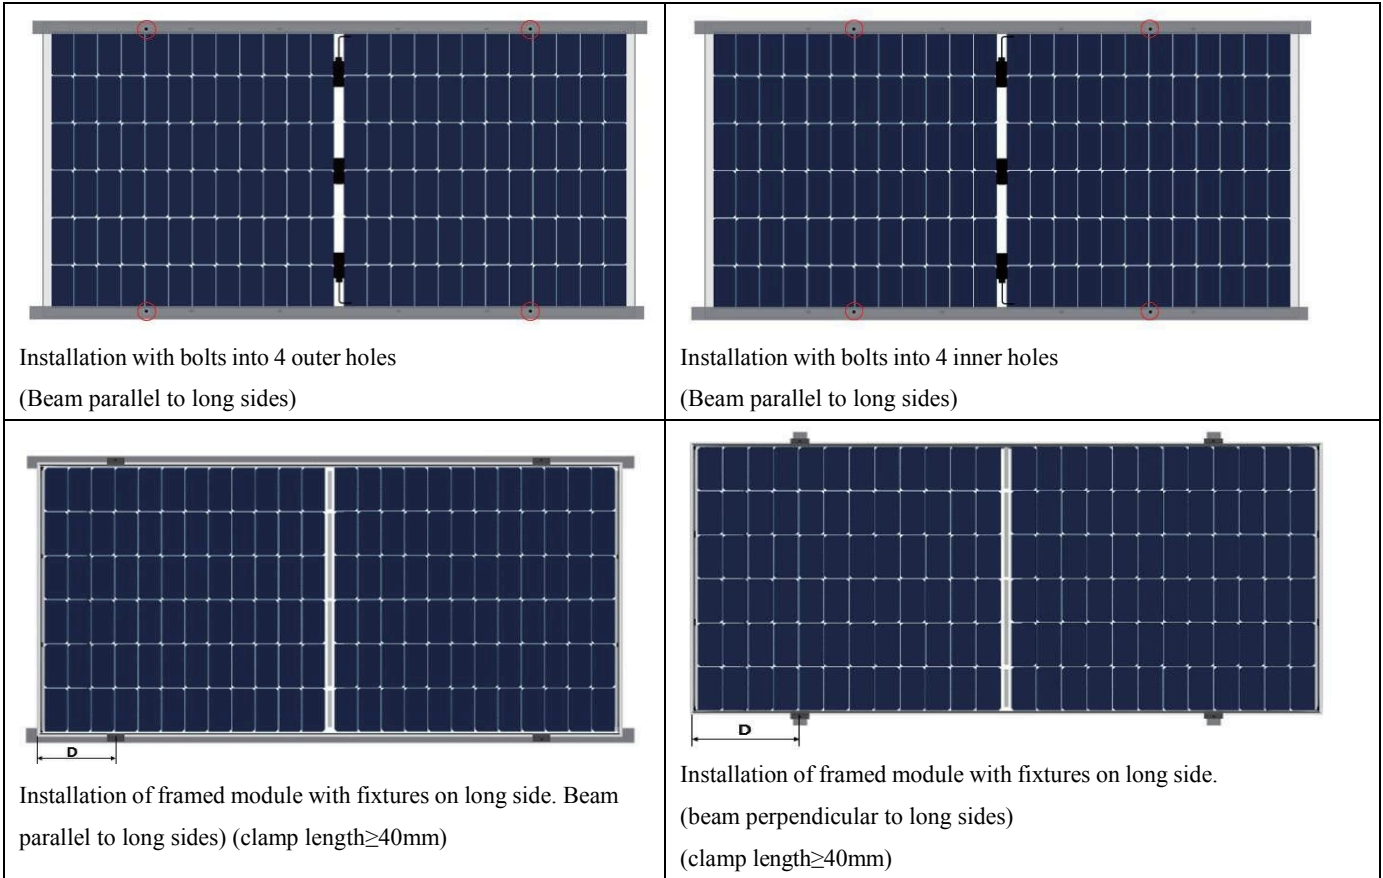 Installation with bolts into 4 outer holes
(Beam parallel to long sides)
Installation with bolts into 4 inner holes
(Beam parallel to long sides)
D
Installation of framed module with fixtures on long side. Beam
parallel to long sides) (clamp length≥40mm)
D
Installation of framed module with fixtures on long side.
(beam perpendicular to long sides)
(clamp length≥40mm)